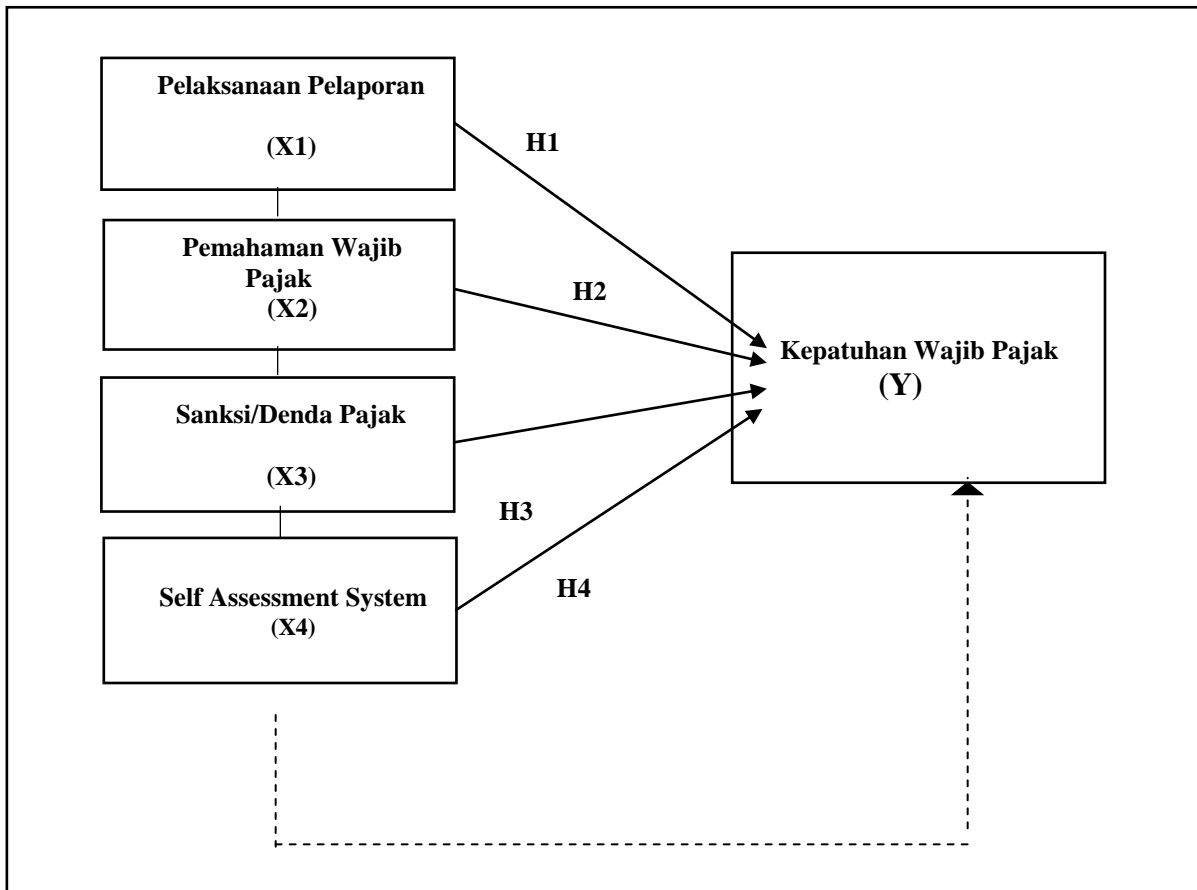 Pelaksanaan Pelaporan
(X1)
H1
Pemahaman Wajib
Pajak
(X2)
H2
Kepatuhan Wajib Pajak
(Y)
Sanksi/Denda Pajak
(X3)
H3
Self Assessment System
(X4)
H4